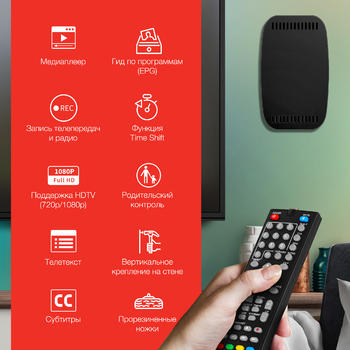 Медиаплеер
Гид по программам
(EPG)
REC
Запись телепередач
и радио
Функция
Time Shift
1080P
Full HD
Поддержка HDTV
(720p/1080p)
Родительский
контроль
Телетекст
Вертикальное
крепление на стене
CC
Субтитры
Прорезиненные
ножки